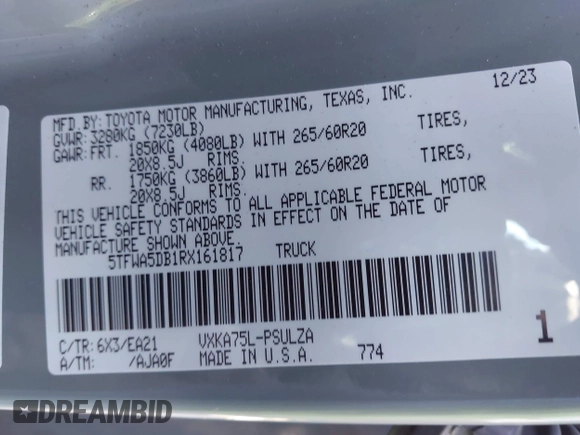 12/23
MFD BY: TOYOTA MOTOR MANUFACTURING, TEXAS, INC.
GVWR: 3280KG (7230LB)
GAWR: FRT. 1850KG (4080LB) WITH 265/60R20 TIRES,
20X8.5J RIMS.
RR. 1750KG (3860LB) WITH 265/60R20 TIRES,
20X8.5J RIMS.
THIS VEHICLE CONFORMS TO ALL APPLICABLE FEDERAL MOTOR
VEHICLE SAFETY STANDARDS IN EFFECT ON THE DATE OF
MANUFACTURE SHOWN ABOVE.
5TFWA5DB1RX161817 TRUCK
C/TR: 6X3/EA21 VXKA75L-PSULZA 1
A/TM: /AJA0F MADE IN U.S.A. 774
DREAMBID